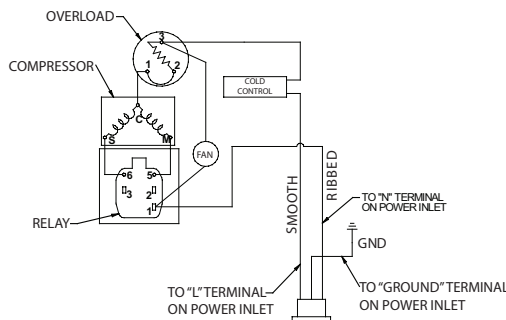 OVERLOAD
3
1 2
COMPRESSOR
COLD
CONTROL
C
S M
FAN
6 5
3 2
1
RELAY
SMOOTH
RIBBED
TO "N" TERMINAL
ON POWER INLET
GND
TO "L" TERMINAL
ON POWER INLET
TO "GROUND" TERMINAL
ON POWER INLET